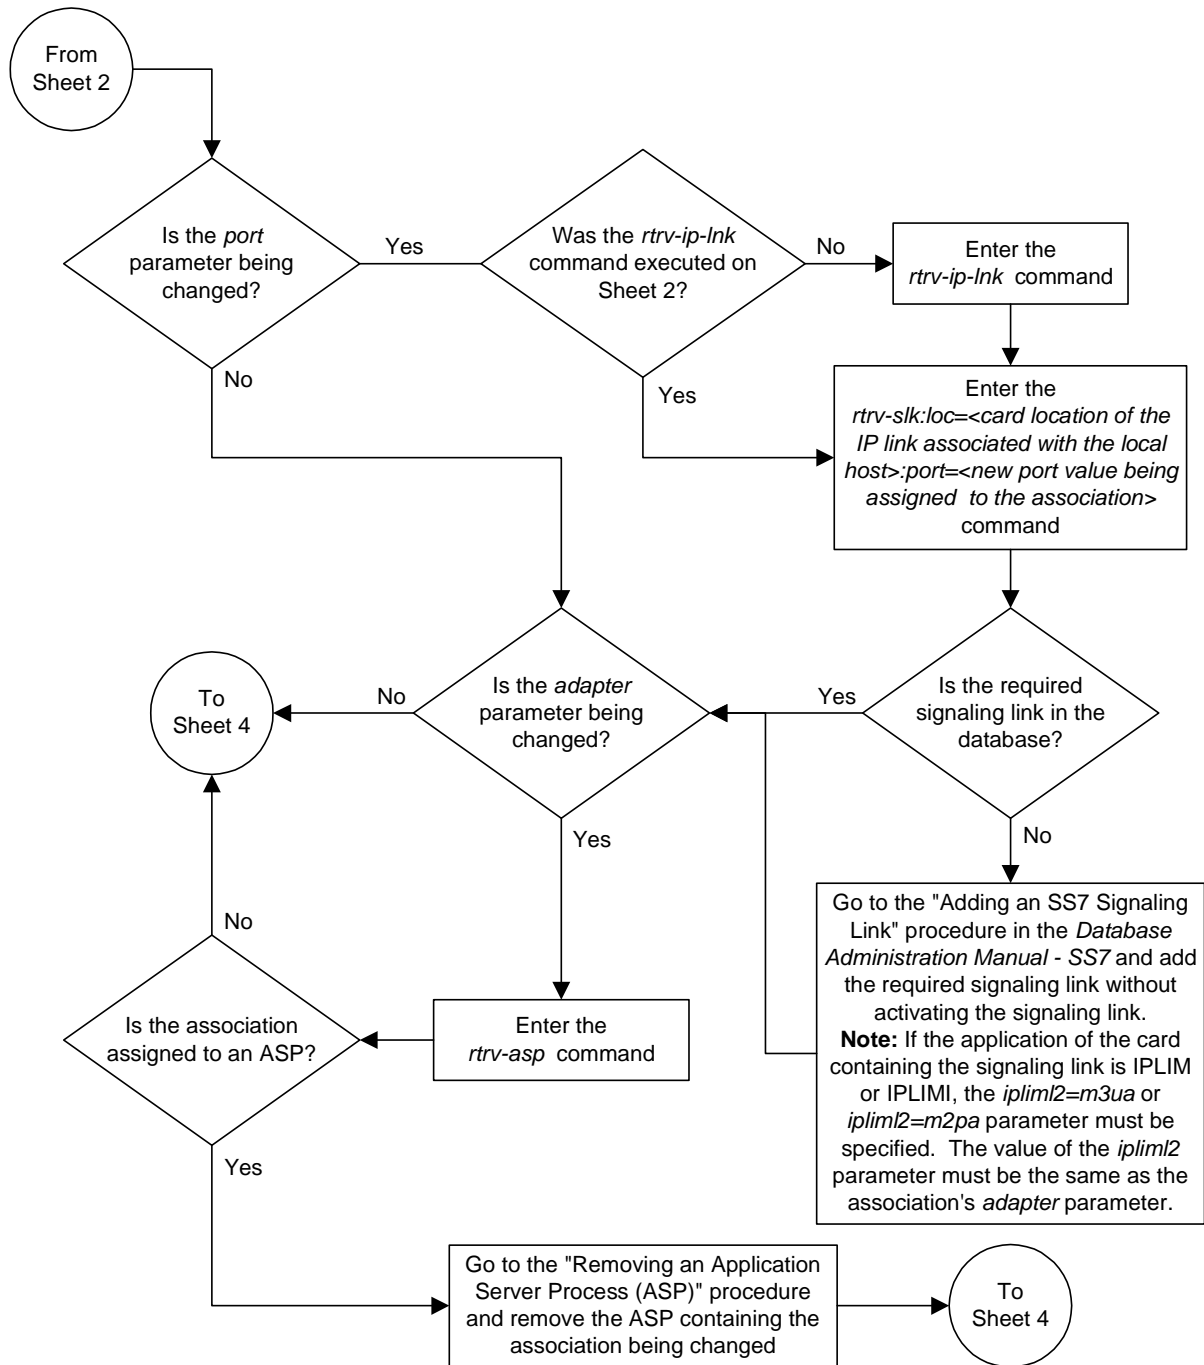 From
Sheet 2
Is the port
parameter being
changed?
Yes
No
Was the rtrv-ip-lnk
command executed on
Sheet 2?
No
Yes
Enter the
rtrv-ip-lnk command
Enter the
rtrv-slk:loc=<card location of the
IP link associated with the local
host>:port=<new port value being
assigned to the association>
command
To
Sheet 4
No
Is the adapter
parameter being
changed?
Yes
Yes
Is the required
signaling link in the
database?
No
No
Is the association
assigned to an ASP?
Yes
Enter the
rtrv-asp command
Go to the "Adding an SS7 Signaling
Link" procedure in the Database
Administration Manual - SS7 and add
the required signaling link without
activating the signaling link.
Note: If the application of the card
containing the signaling link is IPLIM
or IPLIMI, the ipliml2=m3ua or
ipliml2=m2pa parameter must be
specified. The value of the ipliml2
parameter must be the same as the
association's adapter parameter.
Go to the "Removing an Application
Server Process (ASP)" procedure
and remove the ASP containing the
association being changed
To
Sheet 4